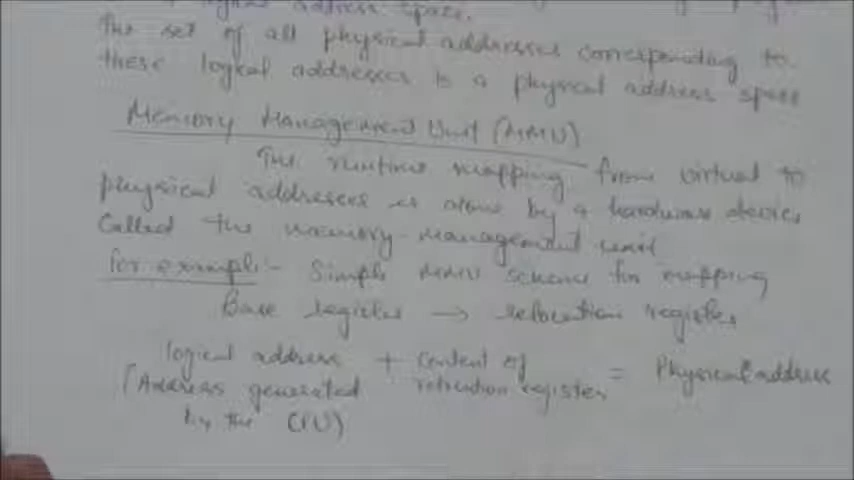 logical address space.
The set of all physical addresses corresponding to
these logical addresses is a physical address space
Memory Management Unit (MMU)
The runtime mapping from virtual to
physical addresses is done by a hardware device
Called the memory-management unit
for example:- Simple MMU scheme for mapping
Base register → relocation register
logical address + content of relocation register = Physical address
(Address generated
by the CPU)